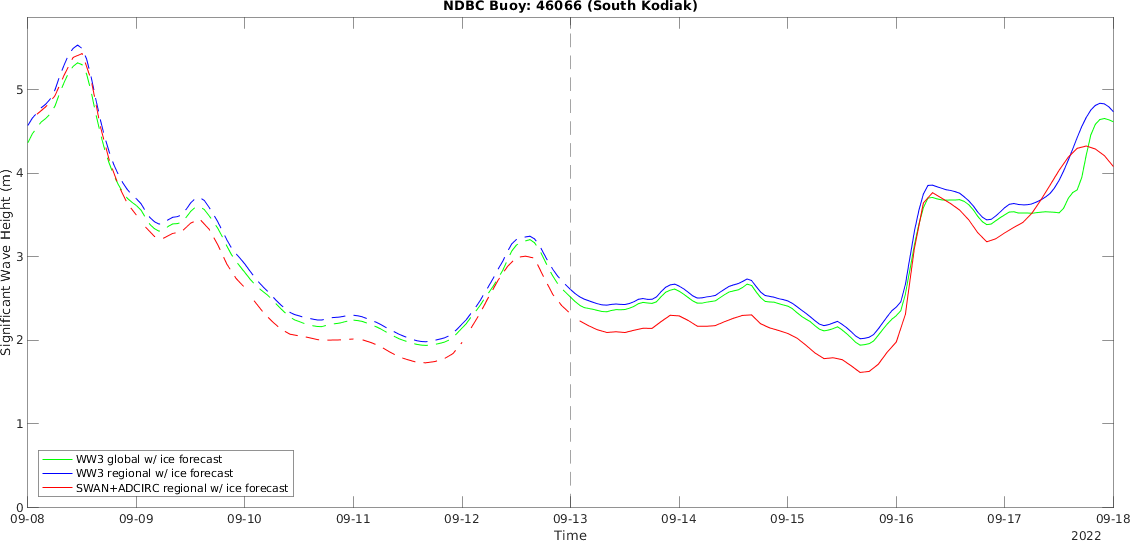 NDBC Buoy: 46066 (South Kodiak)
Significant Wave Height (m)
5
4
3
2
1
0
WW3 global w/ ice forecast
WW3 regional w/ ice forecast
SWAN+ADCIRC regional w/ ice forecast
09-08 09-09 09-10 09-11 09-12 09-13 09-14 09-15 09-16 09-17 09-18
Time
2022